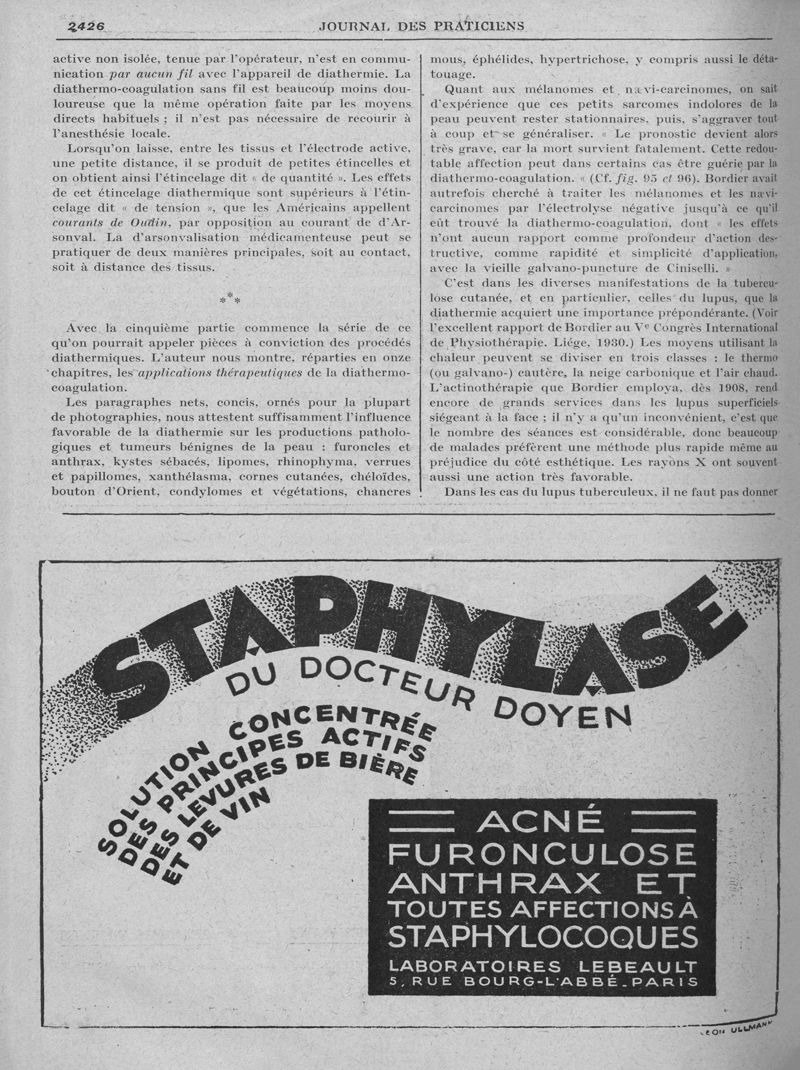 2426
JOURNAL DES PRATICIENS
active non isolée, tenue par l'opérateur, n'est en commu-
nication par aucun fil avec l'appareil de diathermie. La
diathermo-coagulation sans fil est beaucoup moins dou-
loureuse que la même opération faite par les moyens
directs habituels ; il n'est pas nécessaire de recourir à
l'anesthésie locale.
Lorsqu'on laisse, entre les tissus et l'électrode active,
une petite distance, il se produit de petites étincelles et
on obtient ainsi l'étincelage dit « de quantité ». Les effets
de cet étincelage diathermique sont supérieurs à l'étin-
celage dit « de tension », que les Américains appellent
courants de Oudin, par opposition au courant de d'Ar-
sonval. La d'arsonvalisation médicamenteuse peut se
pratiquer de deux manières principales, soit au contact,
soit à distance des tissus.
***
Avec la cinquième partie commence la série de ce
qu'on pourrait appeler pièces à conviction des procédés
diathermiques. L'auteur nous montre, réparties en onze
chapitres, les applications thérapeutiques de la diathermo-
coagulation.
Les paragraphes nets, concis, ornés pour la plupart
de photographies, nous attestent suffisamment l'influence
favorable de la diathermie sur les productions patholo-
giques et tumeurs bénignes de la peau : furoncles et
anthrax, kystes sébacés, lipomes, rhinophyma, verrues
et papillomes, xanthélasma, cornes cutanées, chéloïdes,
bouton d'Orient, condylomes et végétations, chancres
mous, éphélides, hypertrichose, y compris aussi le déta-
touage.
Quant aux mélanomes et nævi-carcinomes, on sait
d'expérience que ces petits sarcomes indolores de la
peau peuvent rester stationnaires, puis, s'aggraver tout
à coup et se généraliser. « Le pronostic devient alors
très grave, car la mort survient fatalement. Cette redou-
table affection peut dans certains cas être guérie par la
diathermo-coagulation. « (Cf. fig. 95 et 96). Bordier avait
autrefois cherché à traiter les mélanomes et les nævi-
carcinomes par l'électrolyse négative jusqu'à ce qu'il
eût trouvé la diathermo-coagulation, dont « les effets
n'ont aucun rapport comme profondeur d'action des-
tructive, comme rapidité et simplicité d'application,
avec la vieille galvano-puncture de Ciniselli. »
C'est dans les diverses manifestations de la tubercu-
lose cutanée, et en particulier, celles du lupus, que la
diathermie acquiert une importance prépondérante. (Voir
l'excellent rapport de Bordier au Ve Congrès International
de Physiothérapie. Liége, 1930.) Les moyens utilisant la
chaleur peuvent se diviser en trois classes : le thermo
(ou galvano-) cautère, la neige carbonique et l'air chaud.
L'actinothérapie que Bordier employa, dès 1908, rend
encore de grands services dans les lupus superficiels
siégeant à la face ; il n'y a qu'un inconvénient, c'est que
le nombre des séances est considérable, donc beaucoup
de malades préfèrent une méthode plus rapide même au
préjudice du côté esthétique. Les rayons X ont souvent
aussi une action très favorable.
Dans les cas du lupus tuberculeux, il ne faut pas donner
STAPHYLASE
DU DOCTEUR DOYEN
SOLUTION CONCENTRÉE
DES PRINCIPES ACTIFS
DES LEVURES DE BIÈRE
ET DE VIN
ACNÉ
FURONCULOSE
ANTHRAX ET
TOUTES AFFECTIONS À
STAPHYLOCOQUES
LABORATOIRES LEBEAULT
5, RUE BOURG-L'ABBÉ - PARIS
LEON ULLMANN